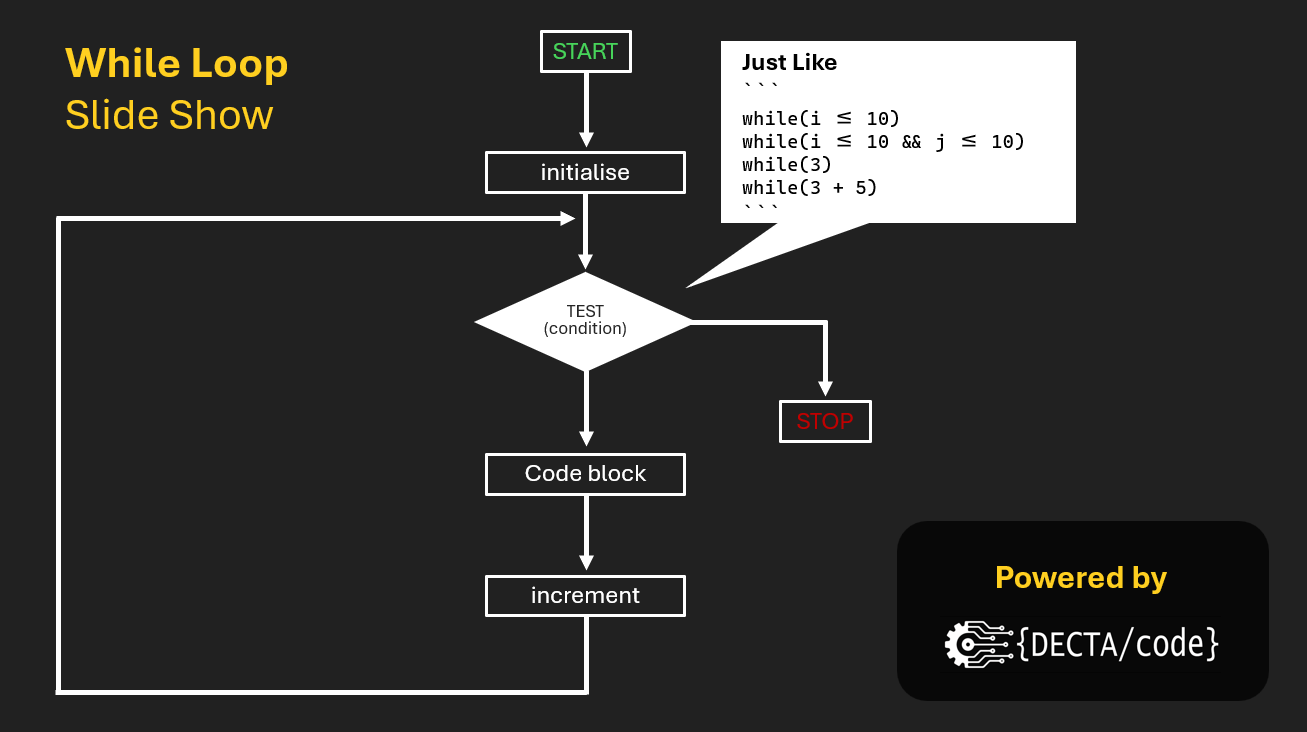 While Loop
Slide Show
START
initialise
Just Like
```
while(i ≤ 10)
while(i ≤ 10 && j ≤ 10)
while(3)
while(3 + 5)
```
TEST
(condition)
STOP
Code block
increment
Powered by
{DECTA/code}